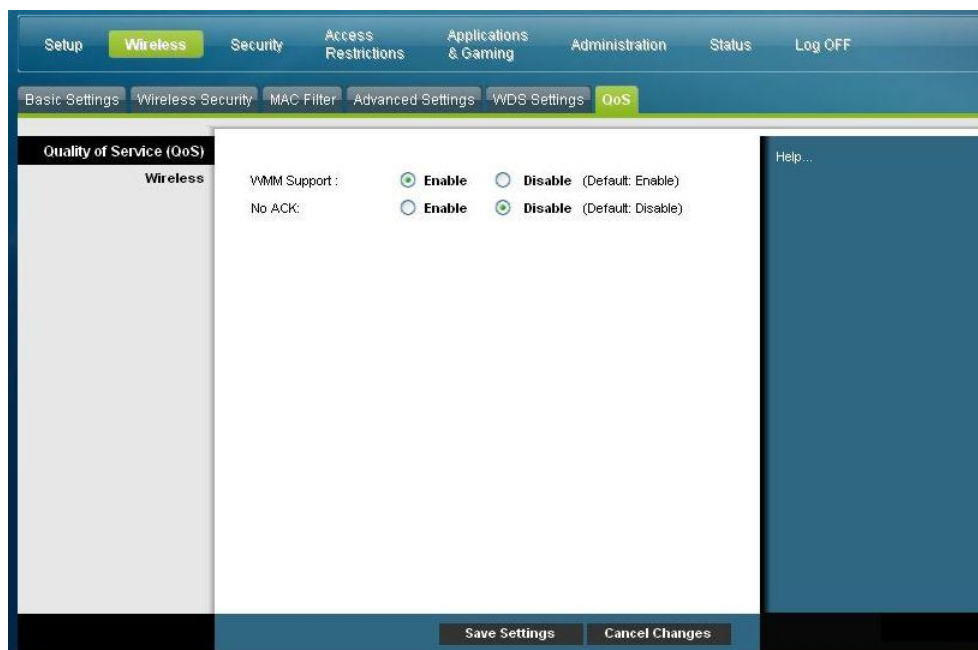 Setup Wireless Security Access Restrictions Applications & Gaming Administration Status Log OFF
Basic Settings Wireless Security MAC Filter Advanced Settings WDS Settings QoS
Quality of Service (QoS)
Wireless
WMM Support : Enable Disable (Default: Enable)
No ACK: Enable Disable (Default: Disable)
Help...
Save Settings Cancel Changes